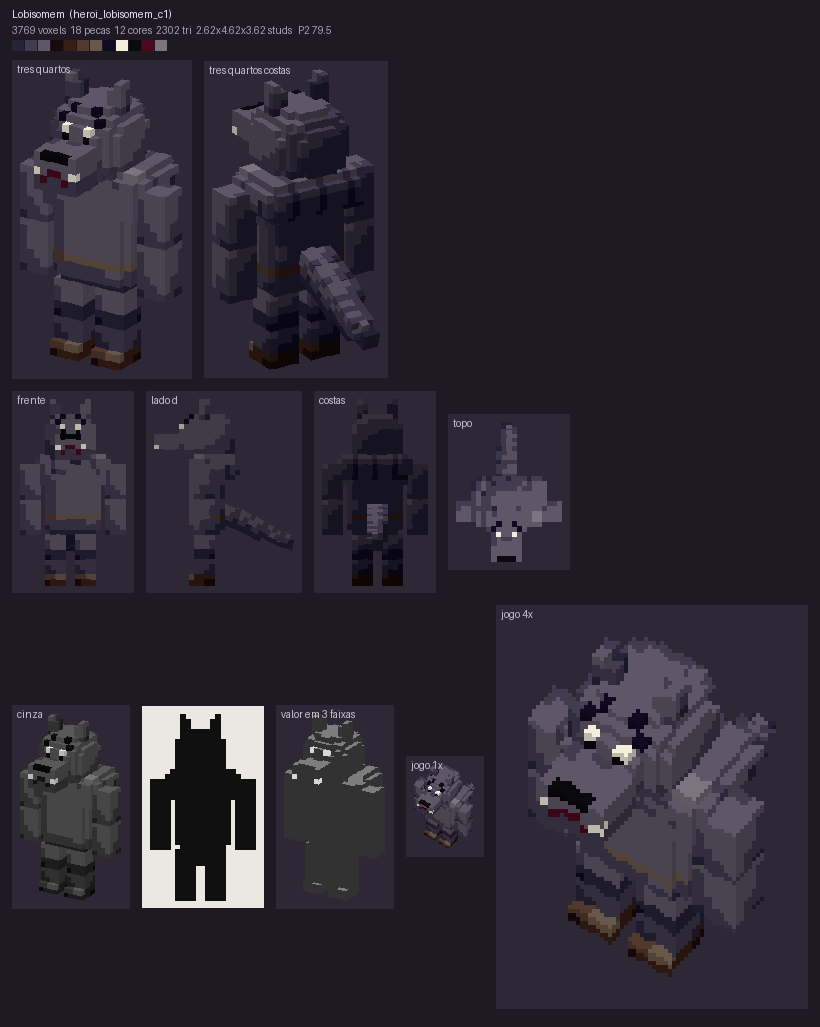 Lobisomem (heroi_lobisomem_c1)
3769 voxels 18 pecas 12 cores 2302 tri 2.62x4.62x3.62 studs P2 79.5
tres quartos
tres quartos costas
frente
lado d
costas
topo
jogo 4x
cinza
valor em 3 faixas
jogo 1x